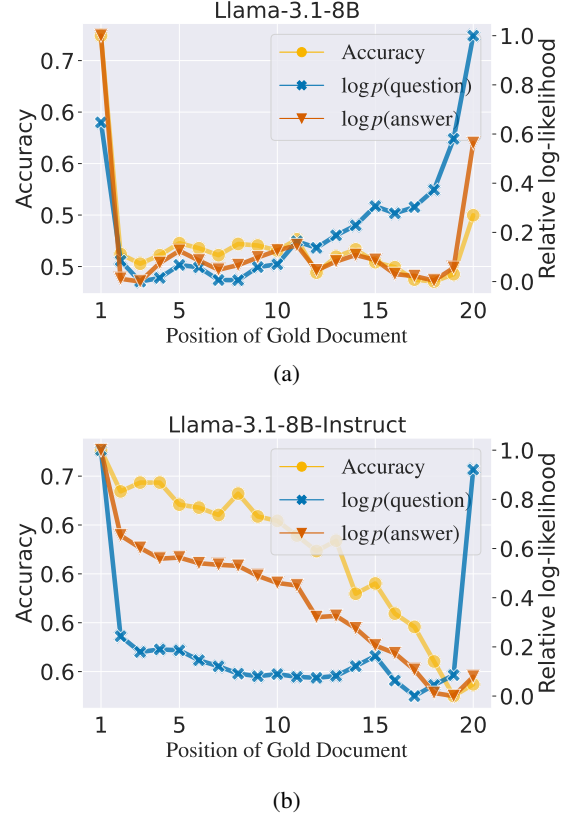 Llama-3.1-8B
Accuracy
log p(question)
log p(answer)
0.7
0.6
0.6
0.5
0.5
Accuracy
1.0
0.8
0.6
0.4
0.2
0.0
Relative log-likelihood
1 5 10 15 20
Position of Gold Document
(a)
Llama-3.1-8B-Instruct
Accuracy
log p(question)
log p(answer)
0.7
0.6
0.6
0.6
0.6
Accuracy
1.0
0.8
0.6
0.4
0.2
0.0
Relative log-likelihood
1 5 10 15 20
Position of Gold Document
(b)